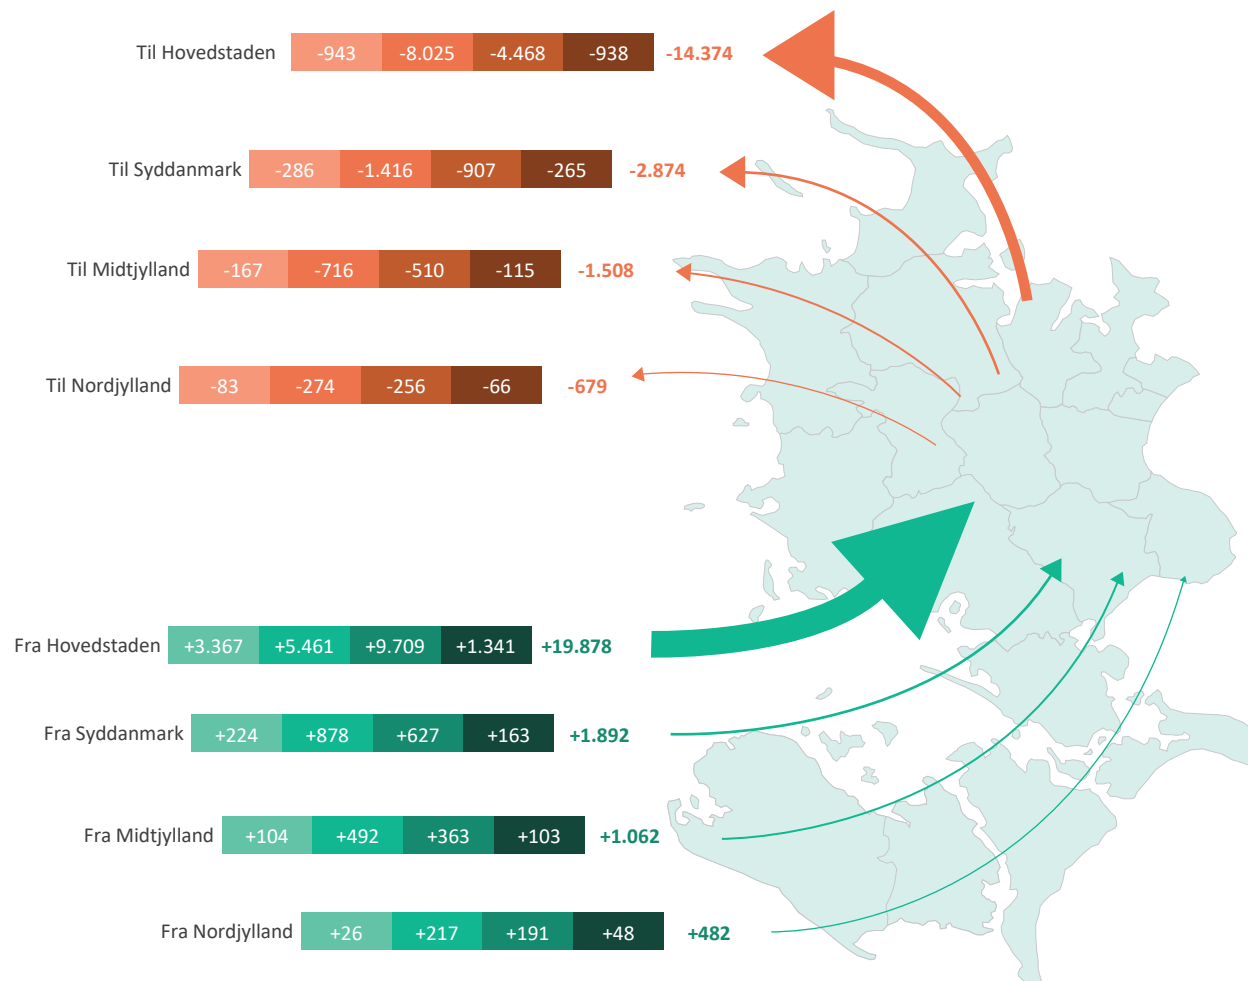 Til Hovedstaden -943 -8.025 -4.468 -938 -14.374
Til Syddanmark -286 -1.416 -907 -265 -2.874
Til Midtjylland -167 -716 -510 -115 -1.508
Til Nordjylland -83 -274 -256 -66 -679
Fra Hovedstaden +3.367 +5.461 +9.709 +1.341 +19.878
Fra Syddanmark +224 +878 +627 +163 +1.892
Fra Midtjylland +104 +492 +363 +103 +1.062
Fra Nordjylland +26 +217 +191 +48 +482